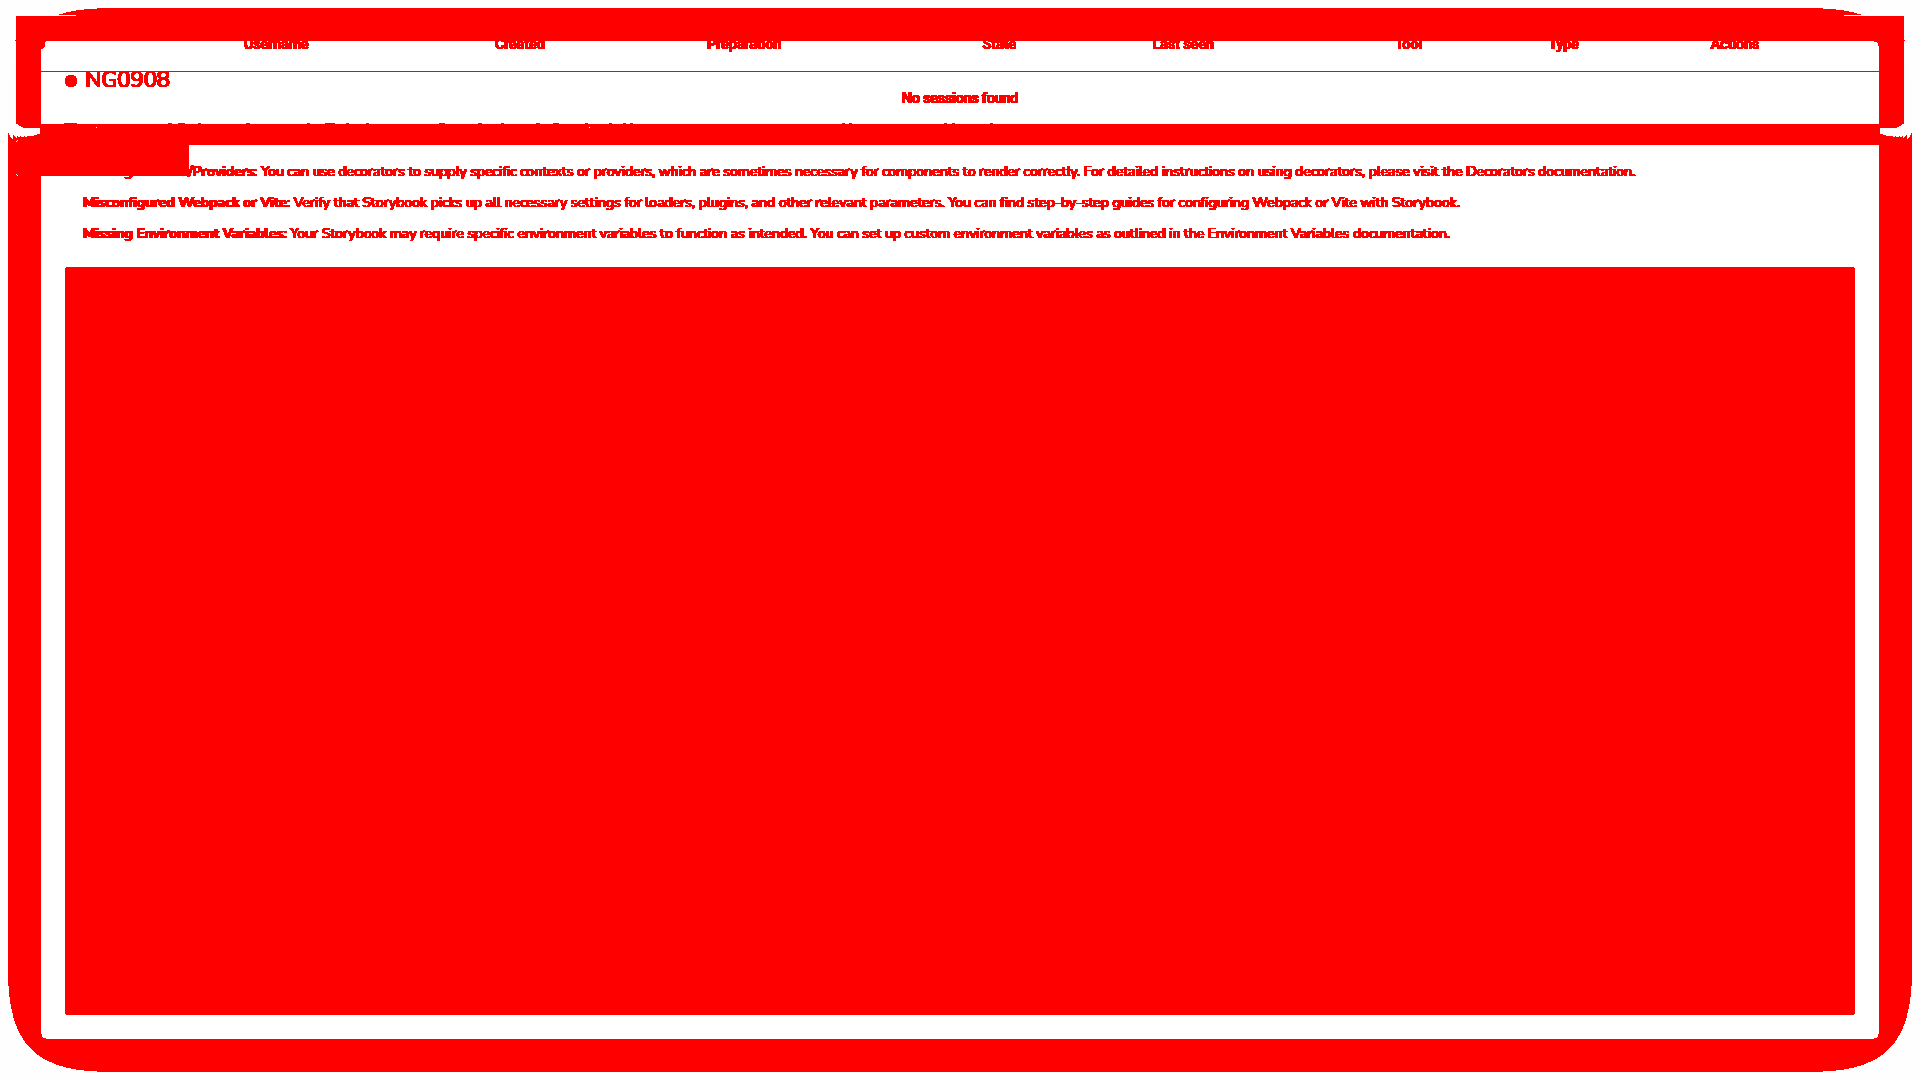 Username Created Preparation State Last seen Tool Type Actions
NG0908
No sessions found
/Providers: You can use decorators to supply specific contexts or providers, which are sometimes necessary for components to render correctly. For detailed instructions on using decorators, please visit the Decorators documentation.
Misconfigured Webpack or Vite: Verify that Storybook picks up all necessary settings for loaders, plugins, and other relevant parameters. You can find step-by-step guides for configuring Webpack or Vite with Storybook.
Missing Environment Variables: Your Storybook may require specific environment variables to function as intended. You can set up custom environment variables as outlined in the Environment Variables documentation.